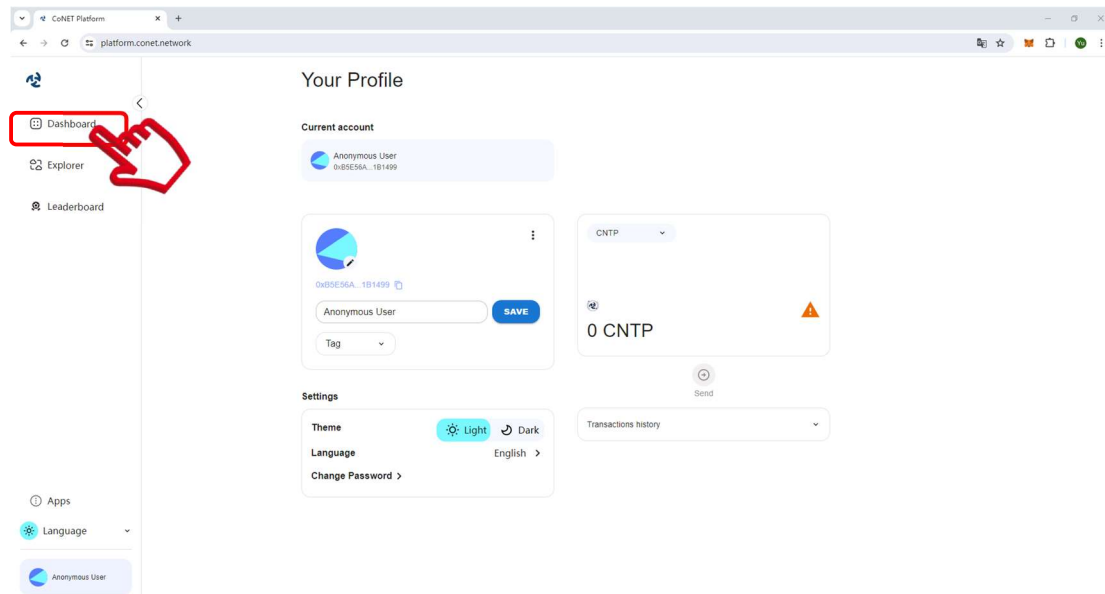 CoNET Platform
platform.conet.network
Yu
Dashboard
Explorer
Leaderboard
Apps
Language
Anonymous User
Your Profile
Current account
Anonymous User
0xB5E56A...1B1499
0xB5E56A...1B1499
Anonymous User
SAVE
Tag
Settings
Theme
Light
Dark
Language
English
Change Password
CNTP
0 CNTP
Send
Transactions history